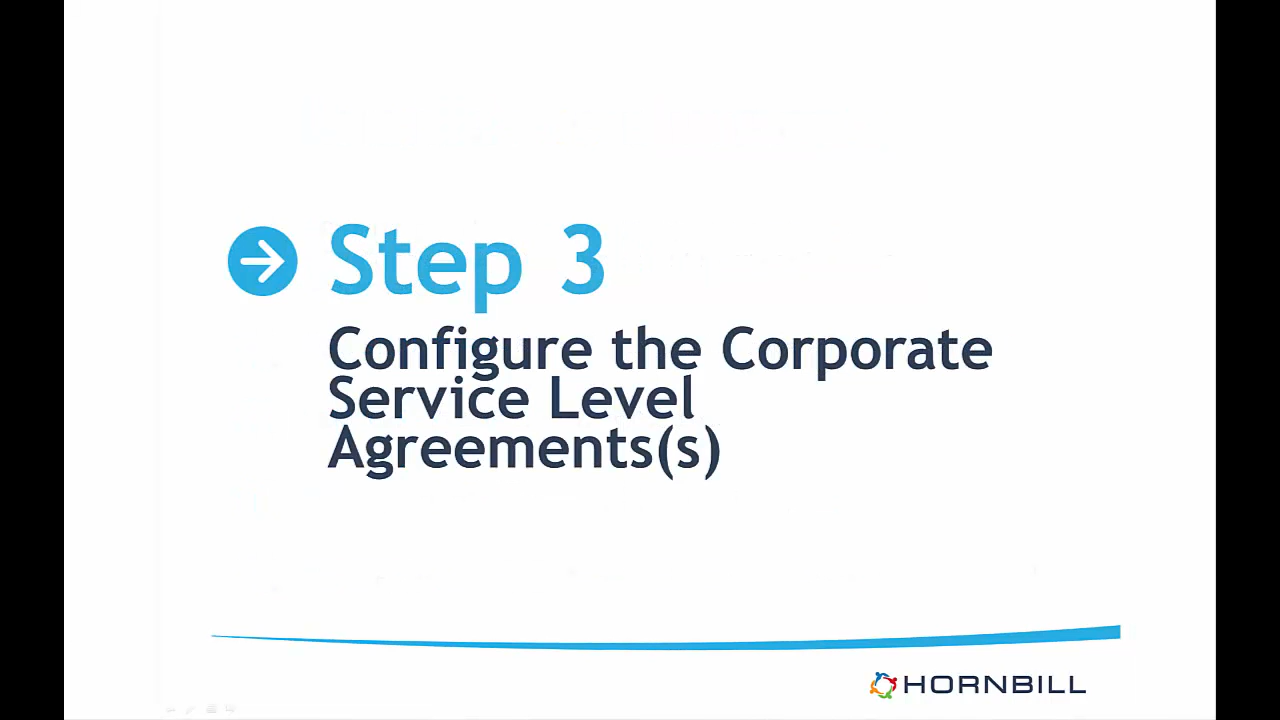 Step 3
Configure the Corporate
Service Level
Agreements(s)
HORNBILL